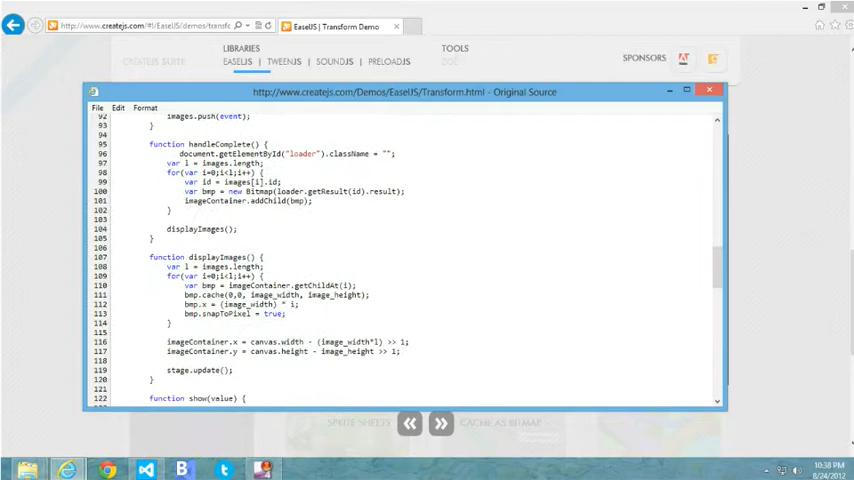 http://www.createjs.com/#!/EaselJS/demos/transfc
EaselJS | Transform Demo
LIBRARIES
TOOLS
CREATEJS SUITE
EASELJS | TWEENJS | SOUNDJS | PRELOADJS
ZOË
SPONSORS
http://www.createjs.com/Demos/EaselJS/Transform.html - Original Source
File Edit Format
92 images.push(event);
93 }
94
95 function handleComplete() {
96 document.getElementById("loader").className = "";
97 var l = images.length;
98 for(var i=0;i<l;i++) {
99 var id = images[i].id;
100 var bmp = new Bitmap(loader.getResult(id).result);
101 imageContainer.addChild(bmp);
102 }
103
104 displayImages();
105 }
106
107 function displayImages() {
108 var l = images.length;
109 for(var i=0;i<l;i++) {
110 var bmp = imageContainer.getChildAt(i);
111 bmp.cache(0,0, image_width, image_height);
112 bmp.x = (image_width) * i;
113 bmp.snapToPixel = true;
114 }
115
116 imageContainer.x = canvas.width - (image_width*l) >> 1;
117 imageContainer.y = canvas.height - image_height >> 1;
118
119 stage.update();
120 }
121
122 function show(value) {
SPRITE SHEETS
CACHE AS BITMAP
10:38 PM
8/24/2012